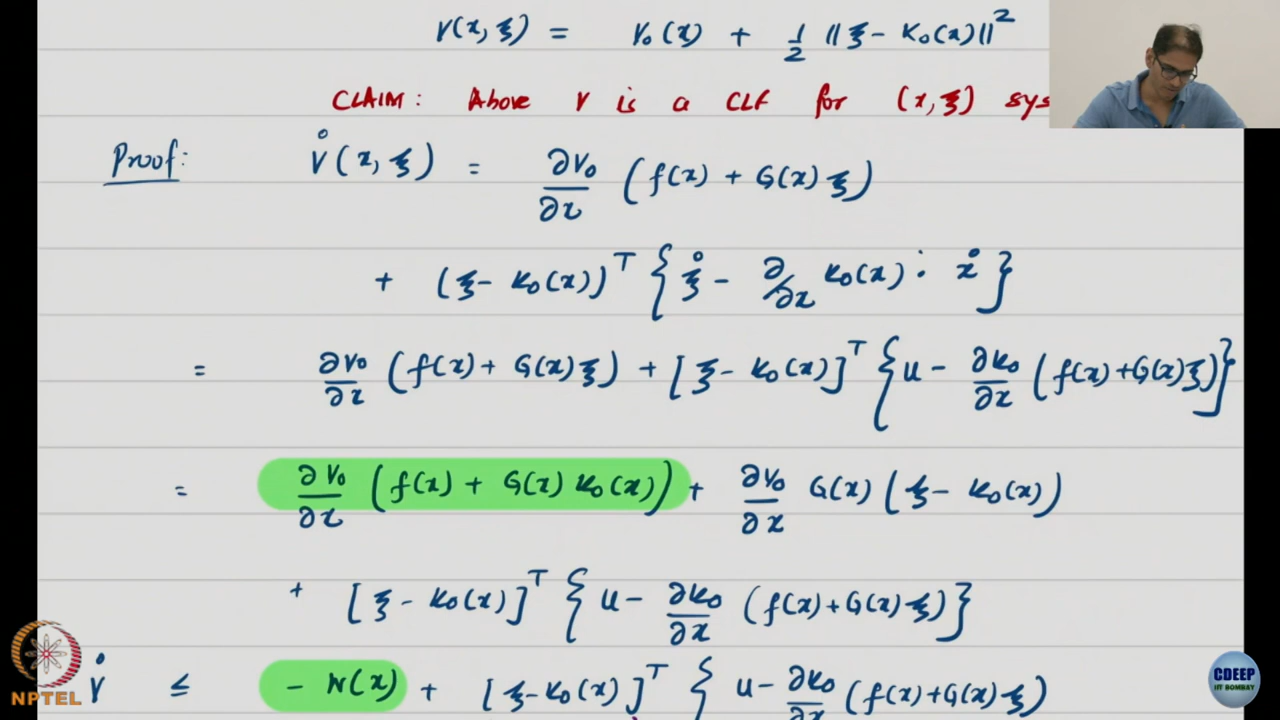 V(x, ξ) = V₀(x) + 1/2 ||ξ - K₀(x)||²
CLAIM: Above V is a CLF for (x, ξ) sys
Proof: V̇(x, ξ) = ∂V₀/∂x (f(x) + G(x) ξ)
+ (ξ - K₀(x))ᵀ { ξ̇ - ∂/∂x K₀(x) · ẋ }
= ∂V₀/∂x (f(x) + G(x) ξ) + [ξ - K₀(x)]ᵀ { u - ∂K₀/∂x (f(x) + G(x) ξ) }
= ∂V₀/∂x (f(x) + G(x) K₀(x)) + ∂V₀/∂x G(x) (ξ - K₀(x))
+ [ξ - K₀(x)]ᵀ { u - ∂K₀/∂x (f(x) + G(x) ξ) }
V̇ ≤ - W(x) + [ξ - K₀(x)]ᵀ { u - ∂K₀/∂x (f(x) + G(x) ξ)
NPTEL
CDEEP
IIT BOMBAY